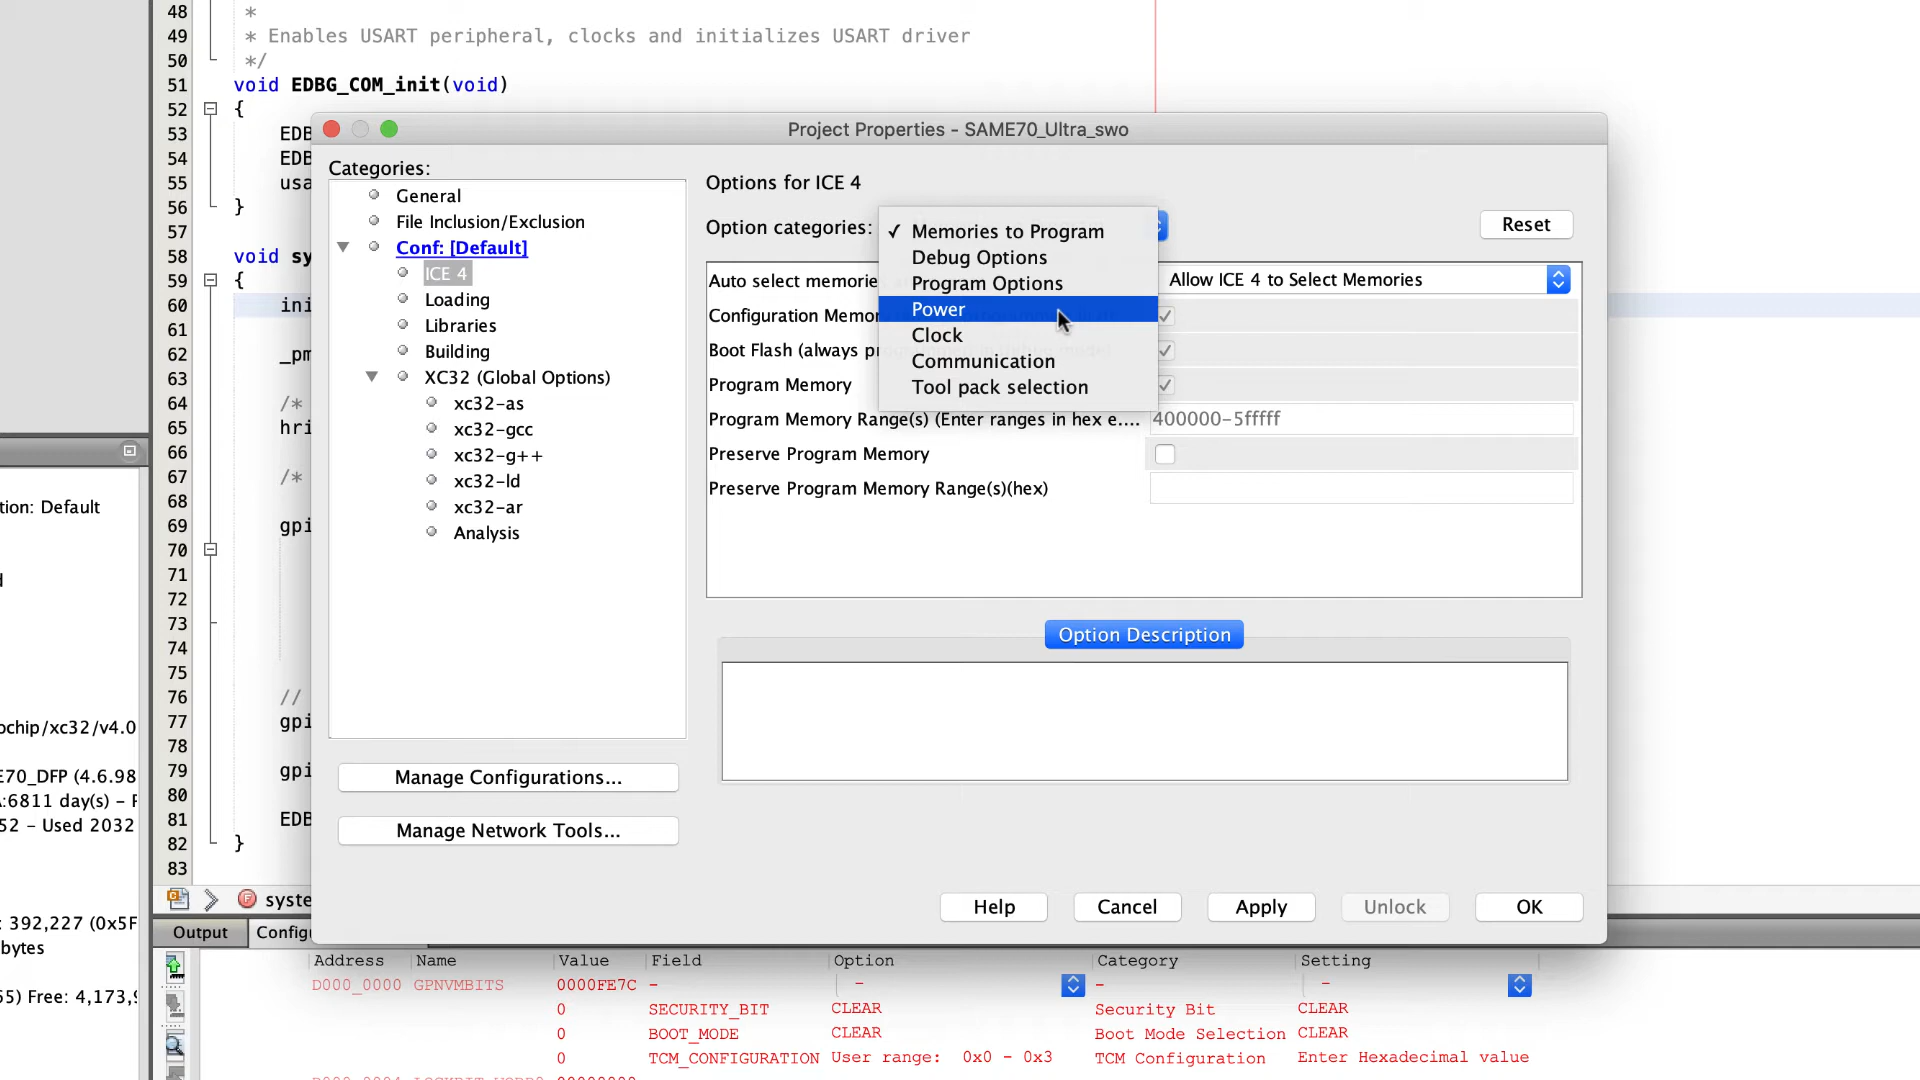 48 *
49 * Enables USART peripheral, clocks and initializes USART driver
50 */
51 void EDBG_COM_init(void)
52 {
53 EDB
54 EDB
55 usa
56 }
57
58 void sy
59 {
60 ini
61
62 _pm
63
64 /*
65 hri
66
67 /*
68
69 gpi
70
71
72
73
74
75
76 //
77 gpi
78
79 gpi
80
81 EDB
82 }
83
Project Properties - SAME70_Ultra_swo
Categories:
General
File Inclusion/Exclusion
Conf: [Default]
ICE 4
Loading
Libraries
Building
XC32 (Global Options)
xc32-as
xc32-gcc
xc32-g++
xc32-ld
xc32-ar
Analysis
Manage Configurations...
Manage Network Tools...
Options for ICE 4
Option categories:
Reset
✓ Memories to Program
Debug Options
Program Options
Power
Clock
Communication
Tool pack selection
Auto select memories
Allow ICE 4 to Select Memories
Configuration Memor
Boot Flash (always pr
Program Memory
Program Memory Range(s) (Enter ranges in hex e....
400000-5fffff
Preserve Program Memory
Preserve Program Memory Range(s)(hex)
Option Description
Help
Cancel
Apply
Unlock
OK
tion: Default
d
ochip/xc32/v4.0
E70_DFP (4.6.98
:6811 day(s) - F
52 - Used 2032
: 392,227 (0x5F
bytes
55) Free: 4,173,9
syste
Output
Config
Address Name Value Field Option Category Setting
D000_0000 GPNVMBITS 0000FE7C - - - -
0 SECURITY_BIT CLEAR Security Bit CLEAR
0 BOOT_MODE CLEAR Boot Mode Selection CLEAR
0 TCM_CONFIGURATION User range: 0x0 - 0x3 TCM Configuration Enter Hexadecimal value